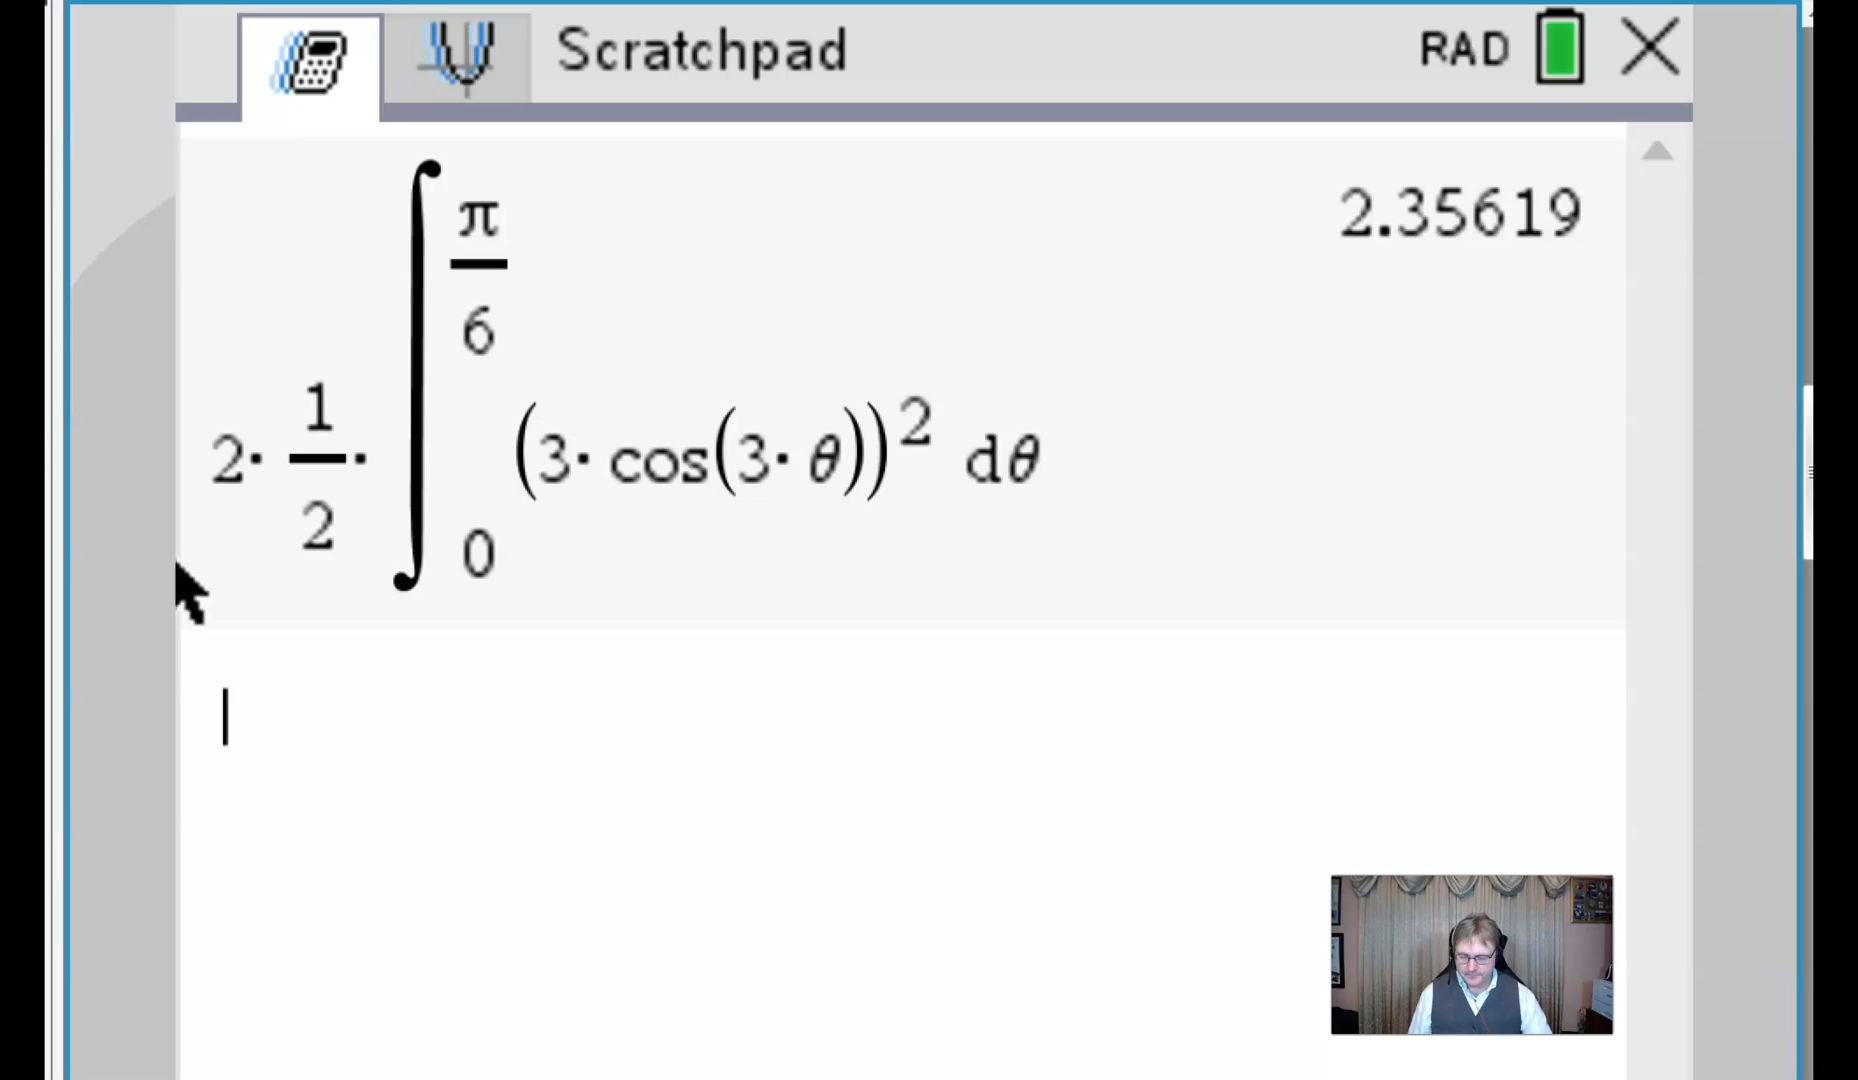 Scratchpad RAD
2·1/2·∫₀^(π/6) (3·cos(3·θ))² dθ 2.35619